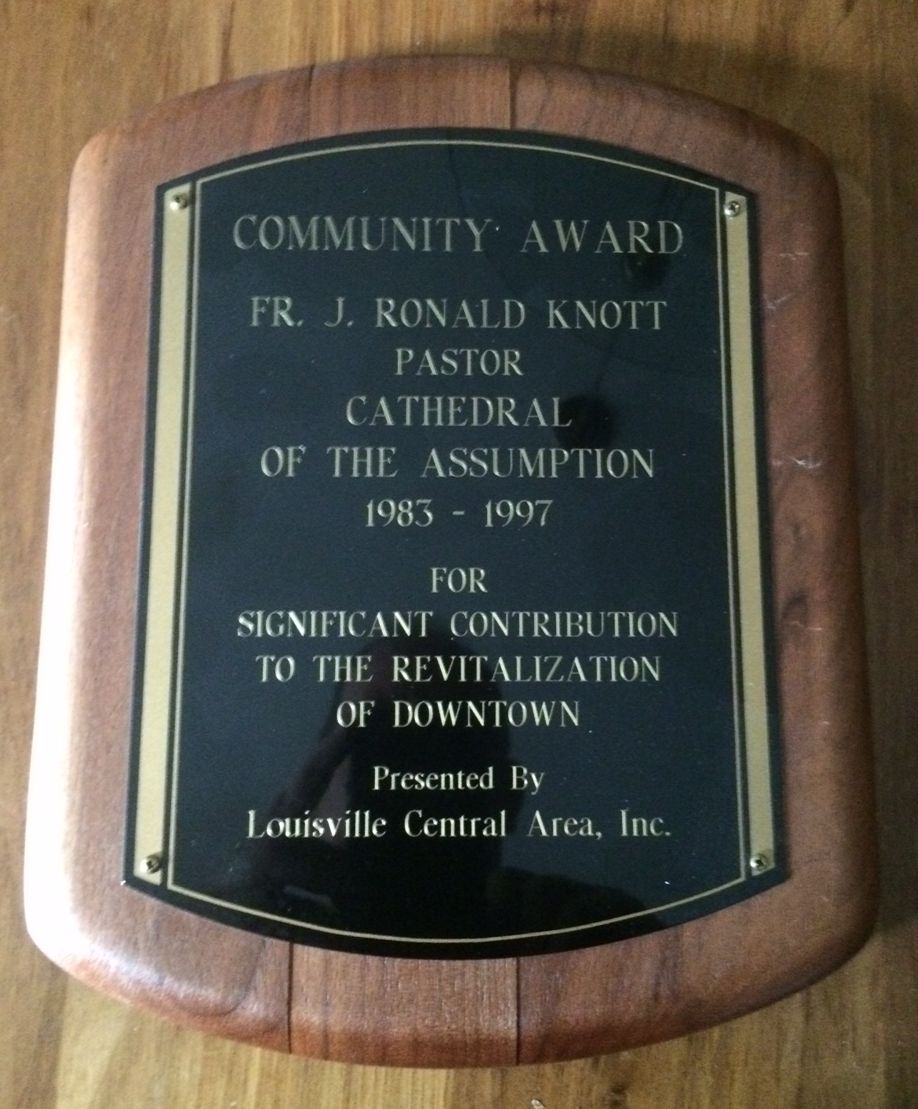 COMMUNITY AWARD
FR. J. RONALD KNOTT
PASTOR
CATHEDRAL
OF THE ASSUMPTION
1983 - 1997
FOR
SIGNIFICANT CONTRIBUTION
TO THE REVITALIZATION
OF DOWNTOWN
Presented By
Louisville Central Area, Inc.